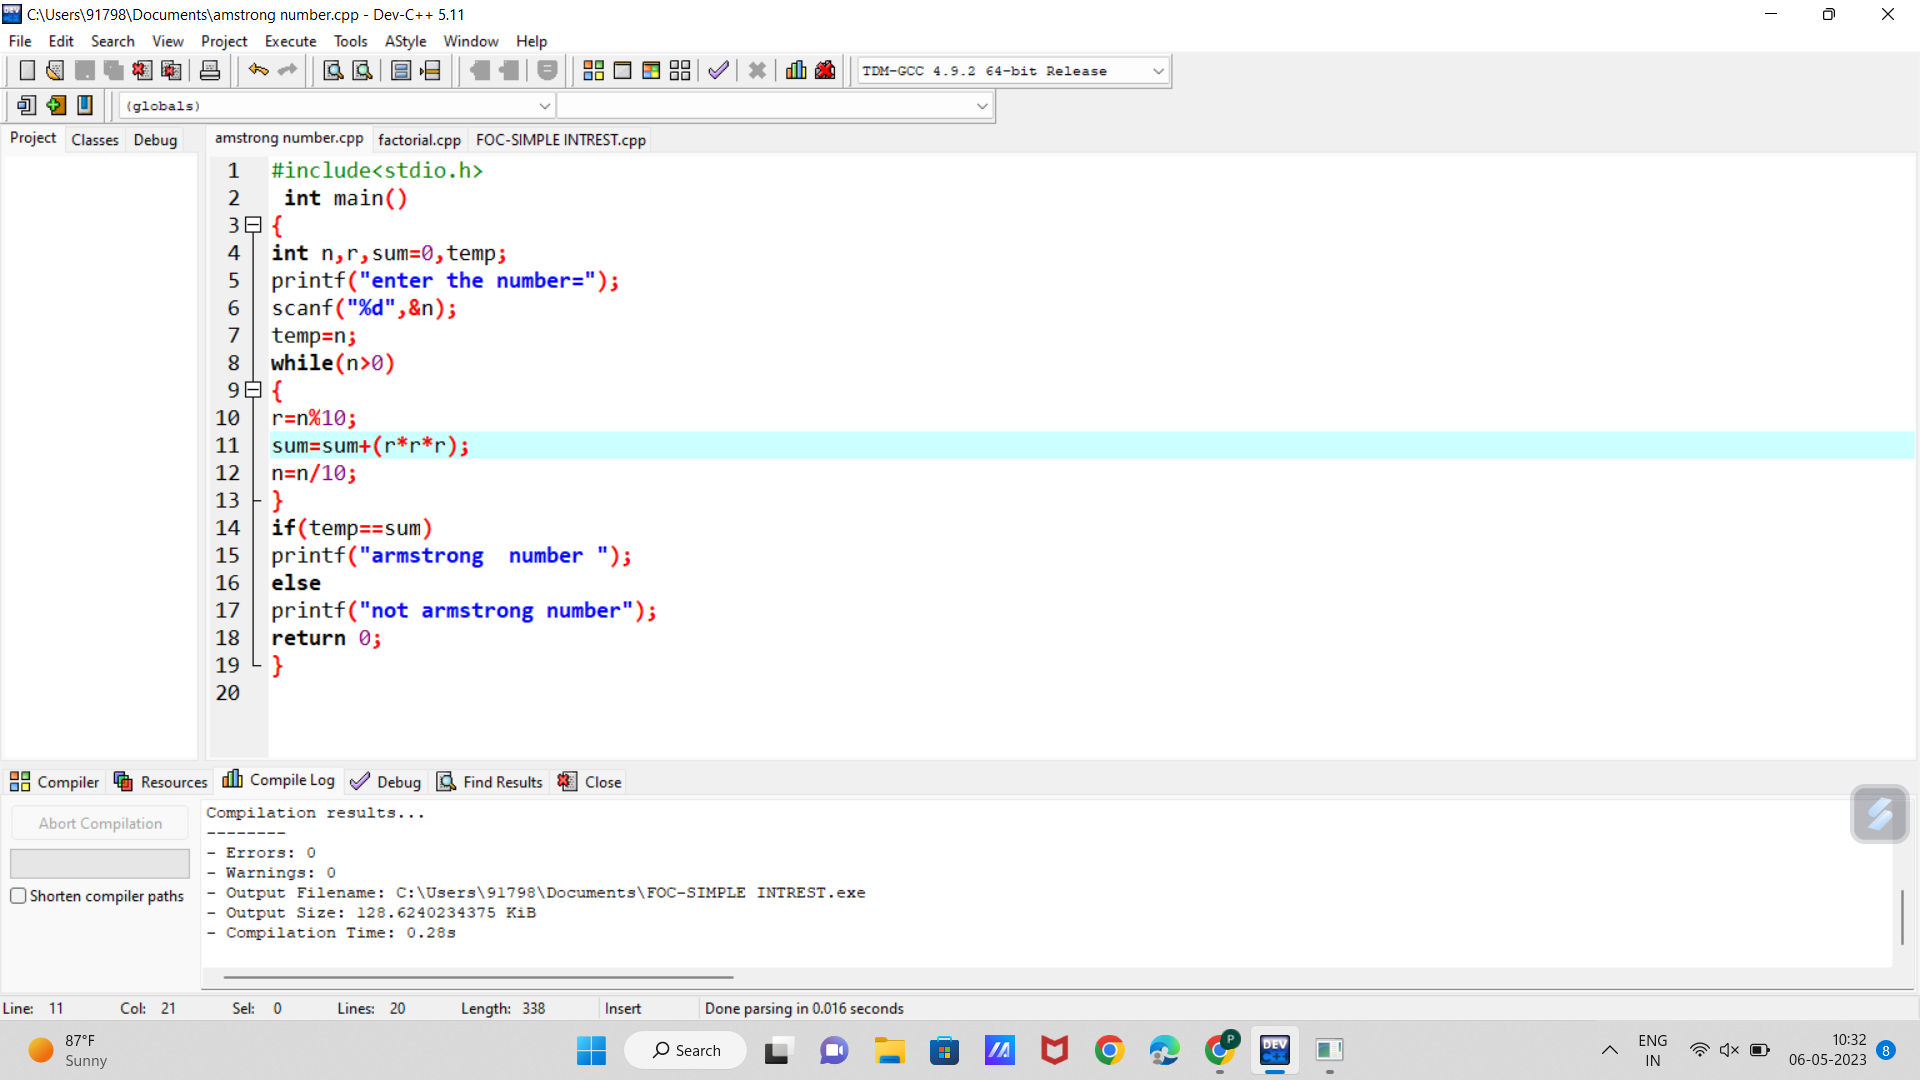 C:\Users\91798\Documents\amstrong number.cpp - Dev-C++ 5.11
File Edit Search View Project Execute Tools AStyle Window Help
TDM-GCC 4.9.2 64-bit Release
(globals)
Project Classes Debug
amstrong number.cpp factorial.cpp FOC-SIMPLE INTREST.cpp
1 #include<stdio.h>
2 int main()
3 {
4 int n,r,sum=0,temp;
5 printf("enter the number=");
6 scanf("%d",&n);
7 temp=n;
8 while(n>0)
9 {
10 r=n%10;
11 sum=sum+(r*r*r);
12 n=n/10;
13 }
14 if(temp==sum)
15 printf("armstrong  number ");
16 else
17 printf("not armstrong number");
18 return 0;
19 }
20
Compiler Resources Compile Log Debug Find Results Close
Abort Compilation
Shorten compiler paths
Compilation results...
--------
- Errors: 0
- Warnings: 0
- Output Filename: C:\Users\91798\Documents\FOC-SIMPLE INTREST.exe
- Output Size: 128.6240234375 KiB
- Compilation Time: 0.28s
Line: 11 Col: 21 Sel: 0 Lines: 20 Length: 338 Insert Done parsing in 0.016 seconds
87°F
Sunny
Search
P
DEV
C++
ENG
IN
10:32
06-05-2023
8